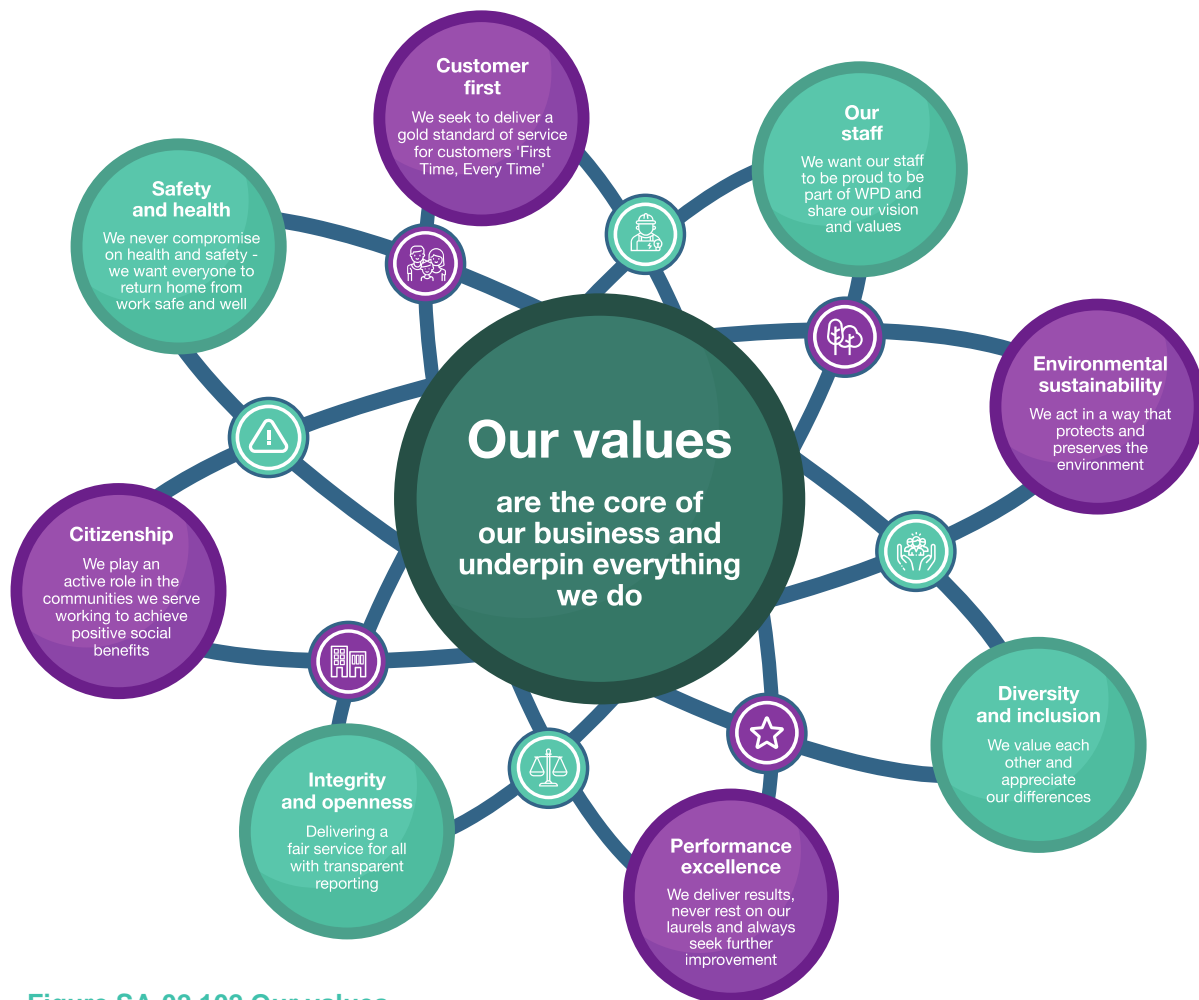 Customer
first
We seek to deliver a
gold standard of service
for customers 'First
Time, Every Time'
Our
staff
We want our staff
to be proud to be
part of WPD and
share our vision
and values
Safety
and health
We never compromise
on health and safety -
we want everyone to
return home from
work safe and well
Environmental
sustainability
We act in a way that
protects and
preserves the
environment
Our values
are the core of
our business and
underpin everything
we do
Citizenship
We play an
active role in the
communities we serve
working to achieve
positive social
benefits
Diversity
and inclusion
We value each
other and
appreciate
our differences
Integrity
and openness
Delivering a
fair service for all
with transparent
reporting
Performance
excellence
We deliver results,
never rest on our
laurels and always
seek further
improvement
Our values